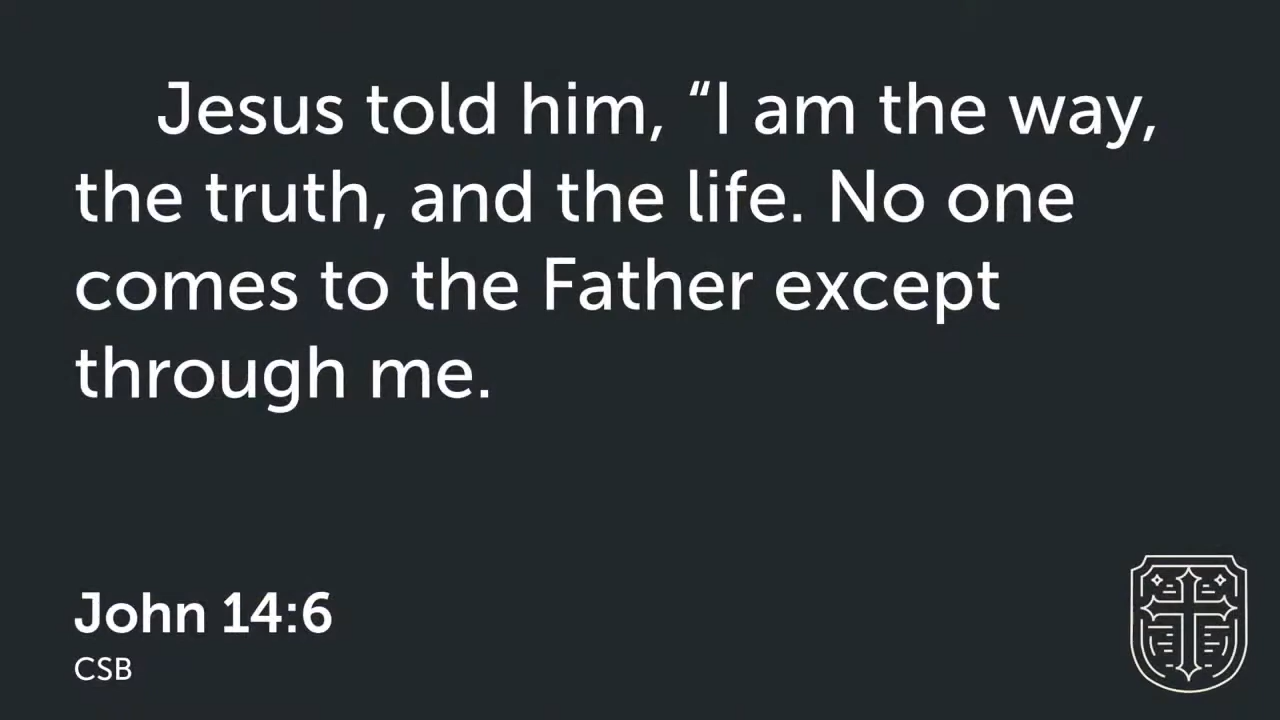 Jesus told him, “I am the way,
the truth, and the life. No one
comes to the Father except
through me.
John 14:6
CSB